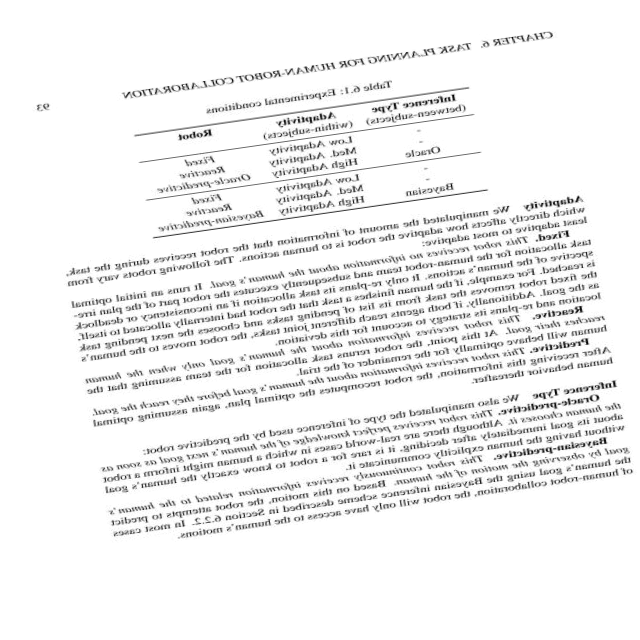 CHAPTER 6. TASK PLANNING FOR HUMAN-ROBOT COLLABORATION 93
Table 6.1: Experimental conditions
Inference Type Adaptivity Robot
(between-subjects) (within-subjects)
- Low Adaptivity Fixed
- Med. Adaptivity Reactive
Oracle High Adaptivity Oracle-predictive
- Low Adaptivity Fixed
- Med. Adaptivity Reactive
Bayesian High Adaptivity Bayesian-predictive
Adaptivity We manipulated the amount of information that the robot receives during the task,
which directly affects how adaptive the robot is to human actions. The following robots vary from
least adaptive to most adaptive:
Fixed. This robot receives no information about the human's goal. It runs an initial optimal
task allocation for the human-robot team and subsequently executes the robot part of the plan irre-
spective of the human's actions. It only re-plans its task allocation if an inconsistency or deadlock
is reached. For example, if the human finishes a task that the robot had internally allocated to itself,
the fixed robot removes the task from its list of pending tasks and chooses the next pending task
as the goal. Additionally, if both agents reach different joint tasks, the robot moves to the human's
location and re-plans its strategy to account for this deviation.
Reactive. This robot receives information about the human's goal only when the human
reaches their goal. At this point, the robot reruns task allocation for the team assuming that the
human will behave optimally for the remainder of the trial.
Predictive. This robot receives information about the human's goal before they reach the goal.
After receiving this information, the robot recomputes the optimal plan, again assuming optimal
human behavior thereafter.
Inference Type We also manipulated the type of inference used by the predictive robot:
Oracle-predictive. This robot receives perfect knowledge of the human's next goal as soon as
the human chooses it. Although there are real-world cases in which a human might inform a robot
about its goal immediately after deciding, it is rare for a robot to know exactly the human's goal
without having the human explicitly communicate it.
Bayesian-predictive. This robot continuously receives information related to the human's
goal by observing the motion of the human. Based on this motion, the robot attempts to predict
the human's goal using the Bayesian inference scheme described in Section 6.2.2. In most cases
of human-robot collaboration, the robot will only have access to the human's motions.